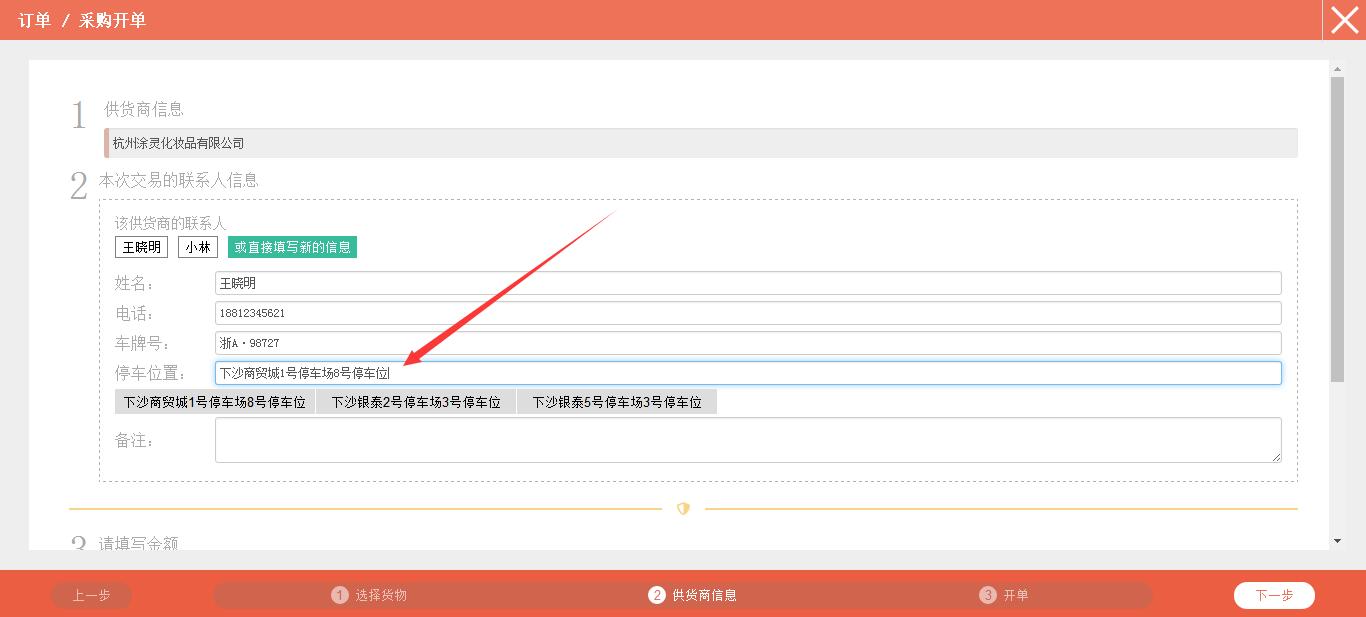 订单 / 采购开单
1 供货商信息
杭州涂灵化妆品有限公司
2 本次交易的联系人信息
该供货商的联系人
王晓明 小林 或直接填写新的信息
姓名： 王晓明
电话： 18812345621
车牌号： 浙A·98727
停车位置： 下沙商贸城1号停车场8号停车位
下沙商贸城1号停车场8号停车位 下沙银泰2号停车场3号停车位 下沙银泰5号停车场3号停车位
备注：
3 请填写金额
上一步 1 选择货物 2 供货商信息 3 开单 下一步